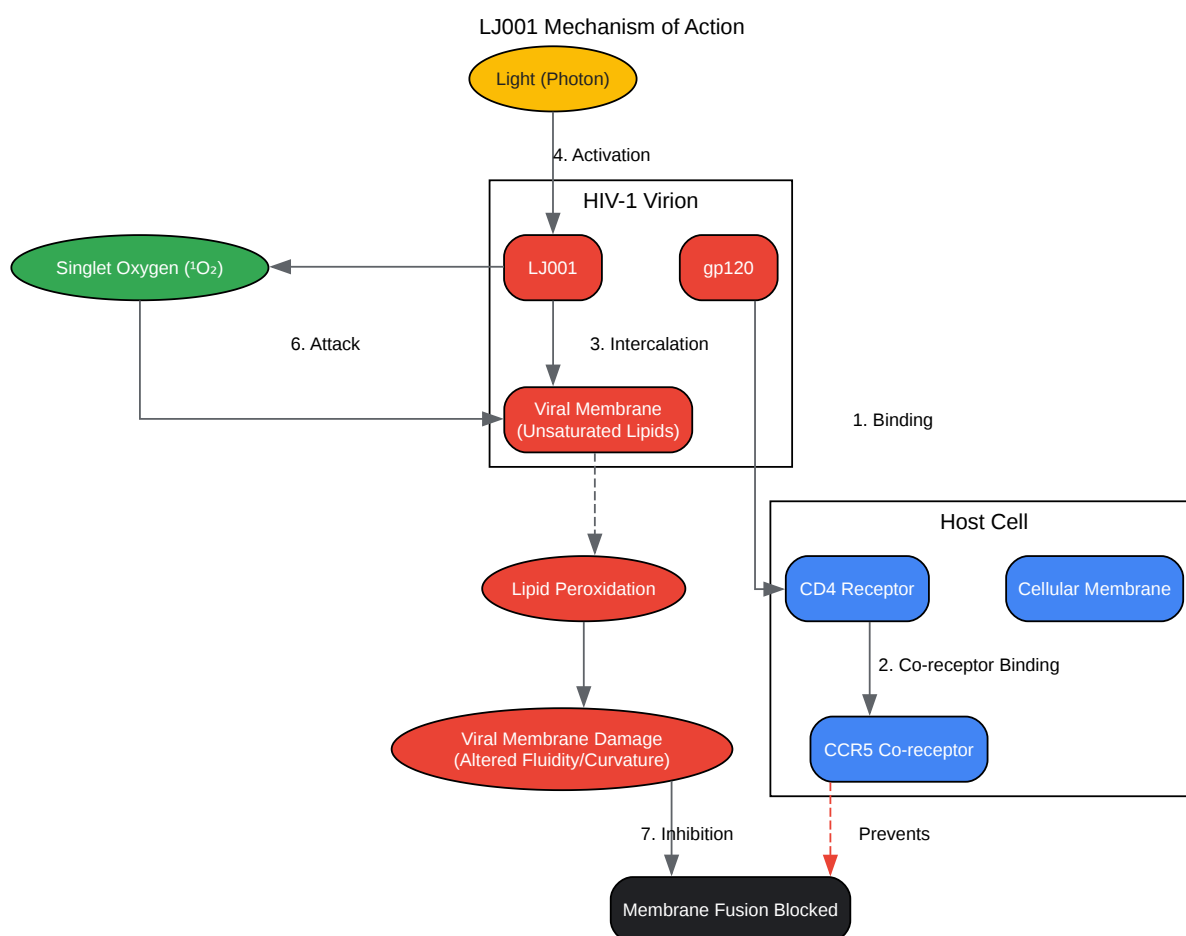 LJ001 Mechanism of Action
Light (Photon)
4. Activation
HIV-1 Virion
Singlet Oxygen (¹O₂)
LJ001
gp120
6. Attack
3. Intercalation
Viral Membrane
(Unsaturated Lipids)
1. Binding
Host Cell
Lipid Peroxidation
CD4 Receptor
Cellular Membrane
2. Co-receptor Binding
Viral Membrane Damage
(Altered Fluidity/Curvature)
CCR5 Co-receptor
7. Inhibition
Prevents
Membrane Fusion Blocked